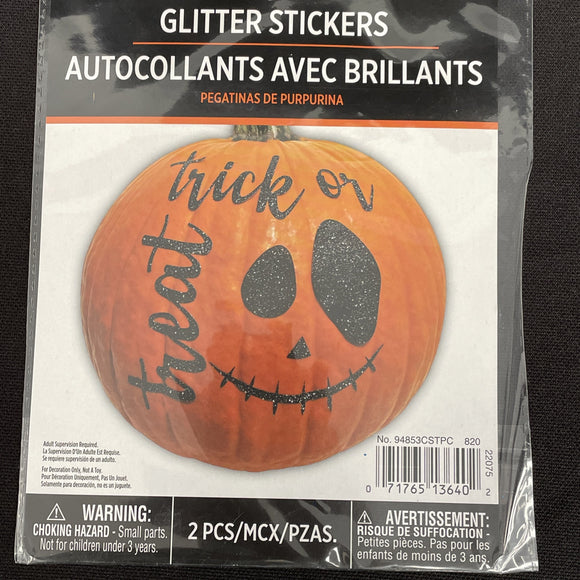 GLITTER STICKERS
AUTOCOLLANTS AVEC BRILLANTS
PEGATINAS DE PURPURINA
trick or
treat
Adult Supervision Required.
La Supervision D'Un Adulte Est Requise.
Se requiere supervisión de un adulto.
For Decoration Only, Not A Toy.
Pour Décoration Uniquement, Pas Un Jouet.
Solamente para decoración, no es un juguete.
No. 94853CSTPC 820
22075
0 71765 13640 2
WARNING:
CHOKING HAZARD - Small parts.
Not for children under 3 years.
2 PCS/MCX/PZAS.
AVERTISSEMENT:
RISQUE DE SUFFOCATION -
Petites pièces. Pas pour les
enfants de moins de 3 ans.